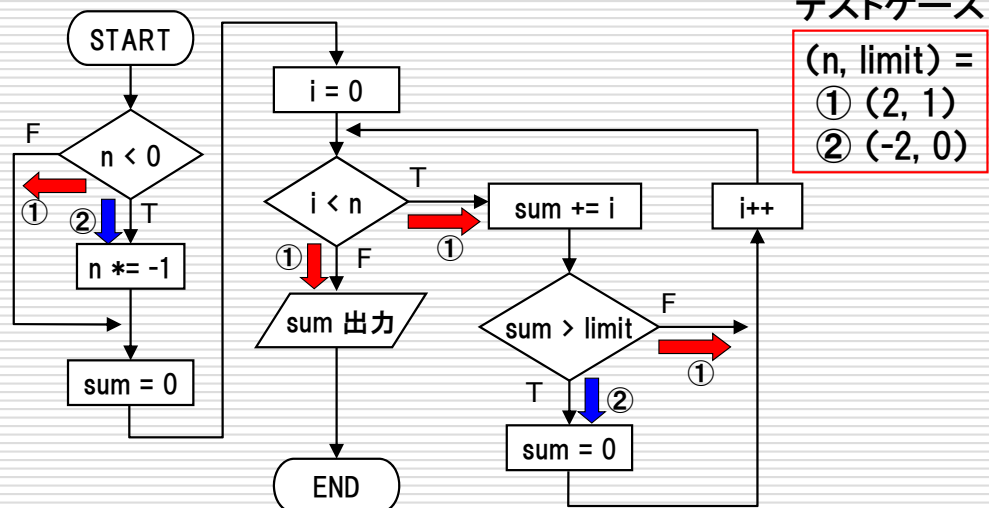 テストケース
(n, limit) =
① (2, 1)
② (-2, 0)
START
n < 0
F
①
②
T
n *= -1
sum = 0
i = 0
i < n
T
①
①
F
sum 出力
END
sum += i
sum > limit
F
①
T
②
sum = 0
i++